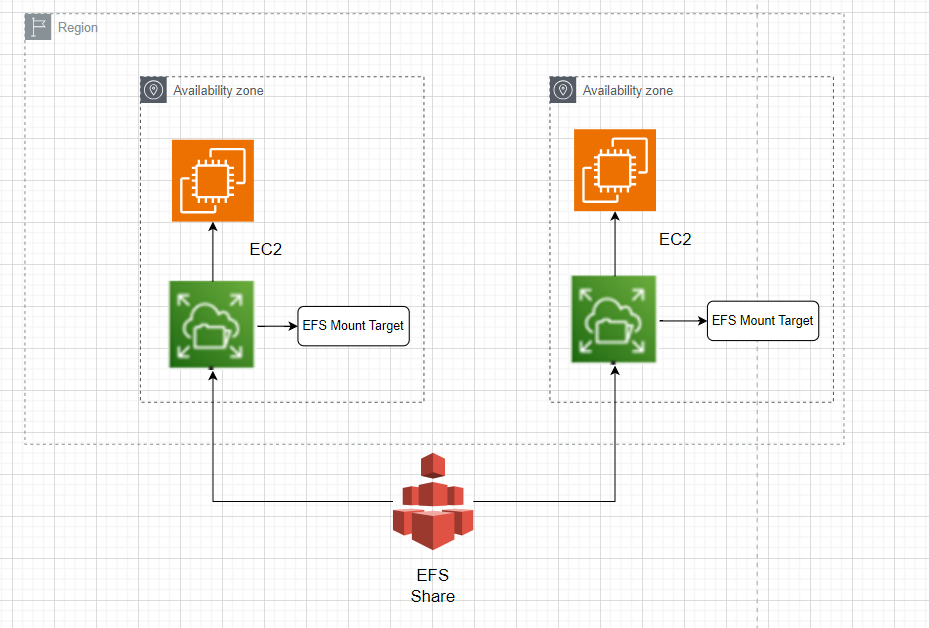 Region
Availability zone
Availability zone
EC2
EC2
EFS Mount Target
EFS Mount Target
EFS
Share